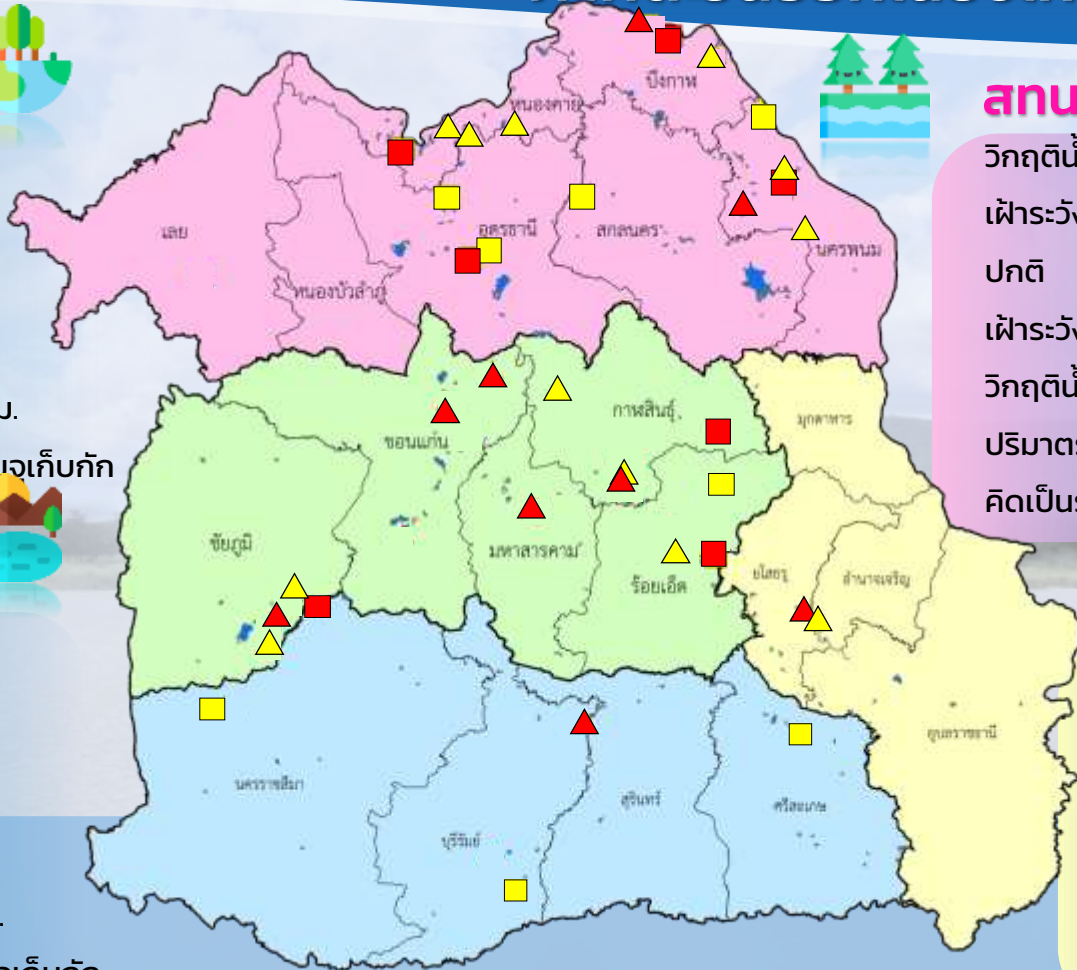 สทน
วิกฤติน้ำ
เฝ้าระวัง
ปกติ
เฝ้าระวัง
วิกฤติน้ำ
ปริมาตร
คิดเป็นร
ม.
จุเก็บกัก
บึงกาฬ
หนองคาย
เลย
อุดรธานี
สกลนคร
นครพนม
หนองบัวลำภู
กาฬสินธุ์
มุกดาหาร
ขอนแก่น
ชัยภูมิ
มหาสารคาม
ร้อยเอ็ด
ยโสธร
อำนาจเจริญ
อุบลราชธานี
นครราชสีมา
สุรินทร์
ศรีสะเกษ
บุรีรัมย์